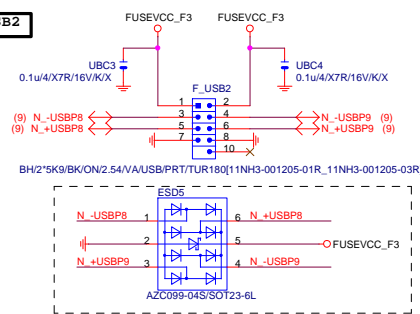 B2
FUSEVCC_F3 FUSEVCC_F3
UBC3 UBC4
0.1u/4/X7R/16V/K/X 0.1u/4/X7R/16V/K/X
F_USB2
1 2
(9) N_-USBP8 3 4 N_-USBP9 (9)
(9) N_+USBP8 5 6 N_+USBP9 (9)
7 8
10
BH/2*5K9/BK/ON/2.54/VA/USB/PRT/TUR180[11NH3-001205-01R_11NH3-001205-03R
ESD5
N_-USBP8 1 6 N_+USBP8
2 5 FUSEVCC_F3
N_+USBP9 3 4 N_-USBP9
AZC099-04S/SOT23-6L